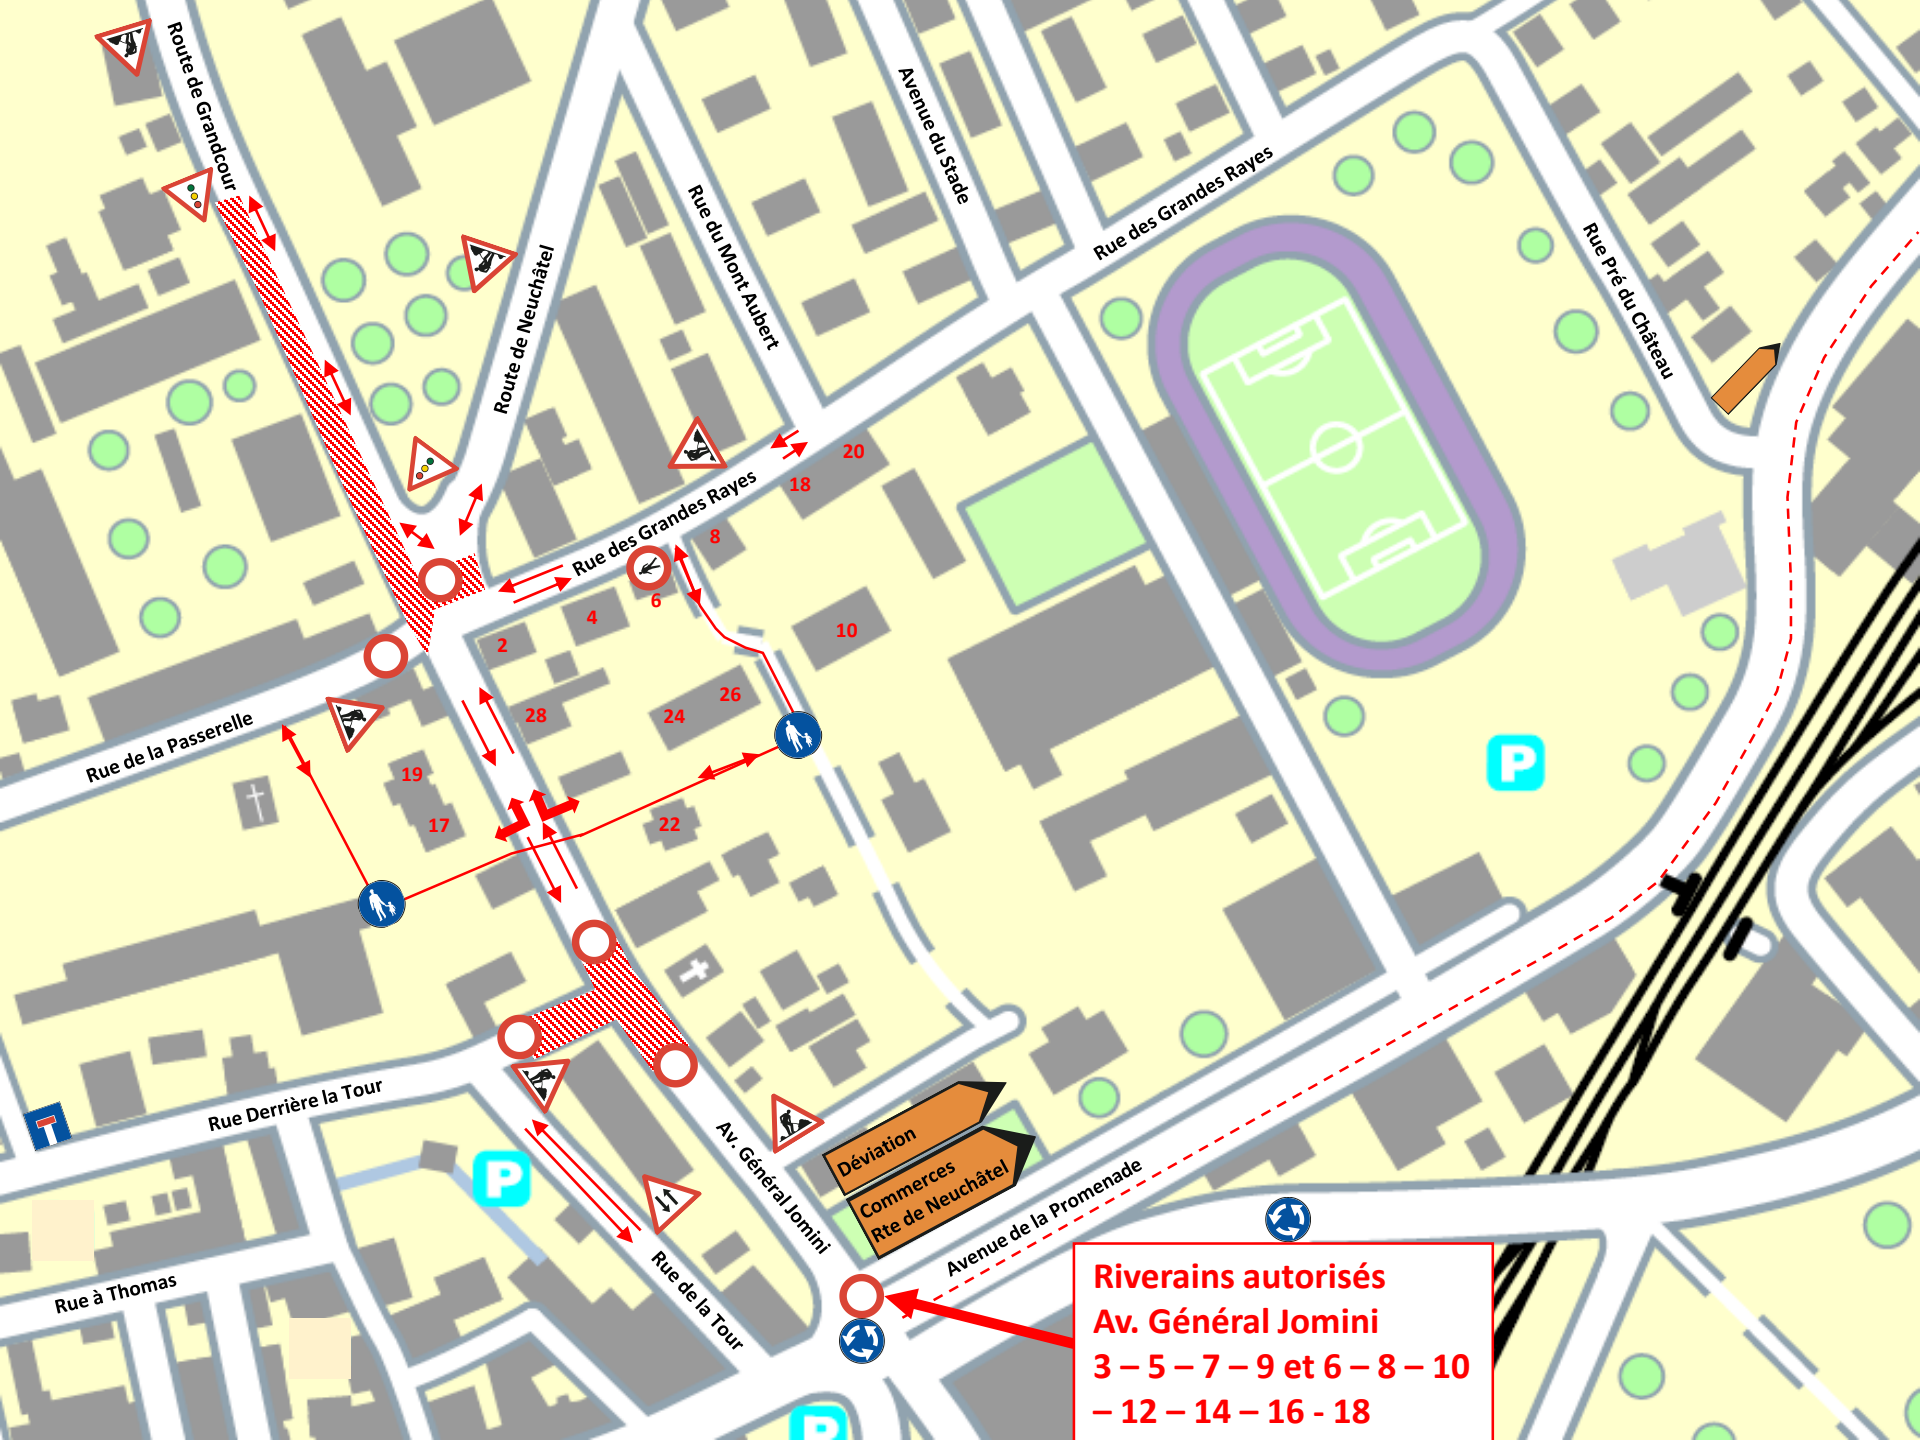 Route de Grandcour
Avenue du Stade
Rue des Grandes Rayes
Rue du Mont Aubert
Route de Neuchâtel
Rue Pré du Château
20
18
Rue des Grandes Rayes
8
6
4
10
2
26
28
24
Rue de la Passerelle
19
17
22
P
Rue Derrière la Tour
P
Av. Général Jomini
Déviation
Commerces
Rte de Neuchâtel
Avenue de la Promenade
Rue à Thomas
Rue de la Tour
P
Riverains autorisés
Av. Général Jomini
3 – 5 – 7 – 9 et 6 – 8 – 10
– 12 – 14 – 16 - 18